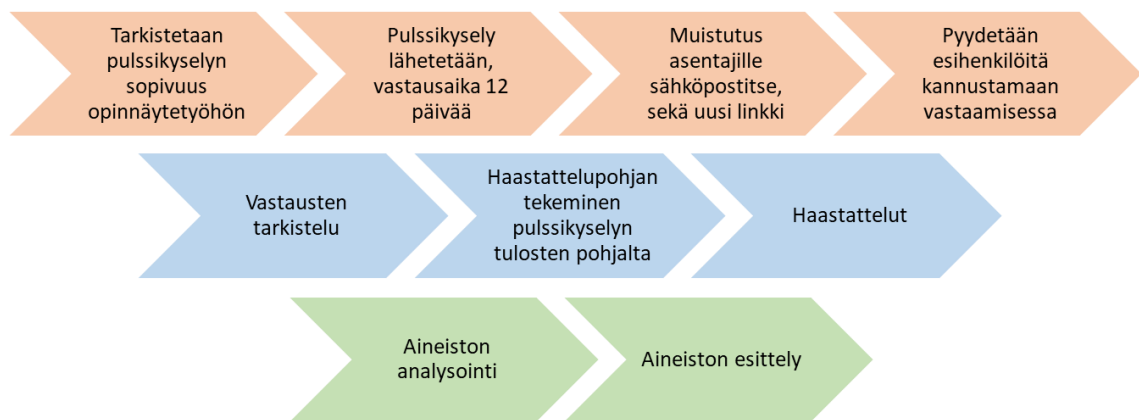 Tarkistetaan
pulssikyselyn
sopivuus
opinnäytetyöhön
Pulssikysely
lähetetään,
vastausaika 12
päivää
Muistutus
asentajille
sähköpostitse,
sekä uusi linkki
Pyydetään
esihenkilöitä
kannustamaan
vastaamisessa
Vastausten
tarkistelu
Haastattelupohjan
tekeminen
pulssikyselyn
tulosten pohjalta
Haastattelut
Aineiston
analysointi
Aineiston esittely